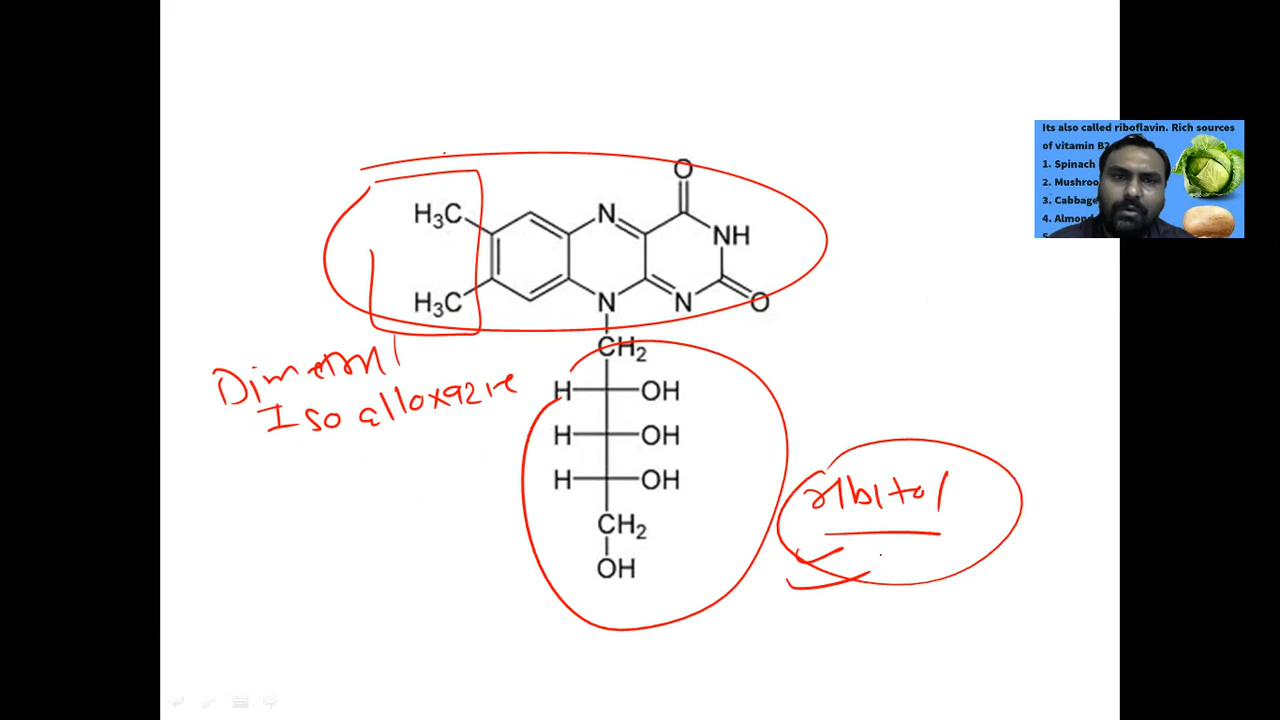 Its also called riboflavin. Rich sources
of vitamin B2
1. Spinach
2. Mushroo
3. Cabbage
4. Almond
O
H3C
N
NH
H3C
N
N
O
CH2
H
OH
H
OH
H
OH
CH2
OH
Dimethyl
Iso alloxazine
ribitol